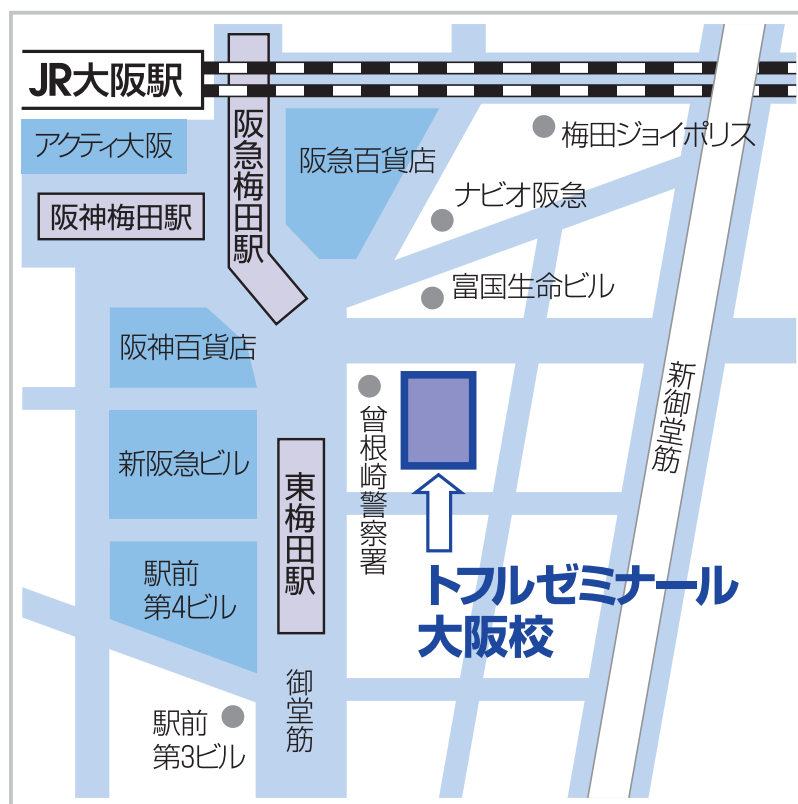 JR大阪駅
アクティ大阪
阪神梅田駅
阪急梅田駅
阪急百貨店
梅田ジョイポリス
ナビオ阪急
富国生命ビル
阪神百貨店
新阪急ビル
駅前
第4ビル
東梅田駅
曾根崎警察署
新御堂筋
トフルゼミナール
大阪校
御堂筋
駅前
第3ビル